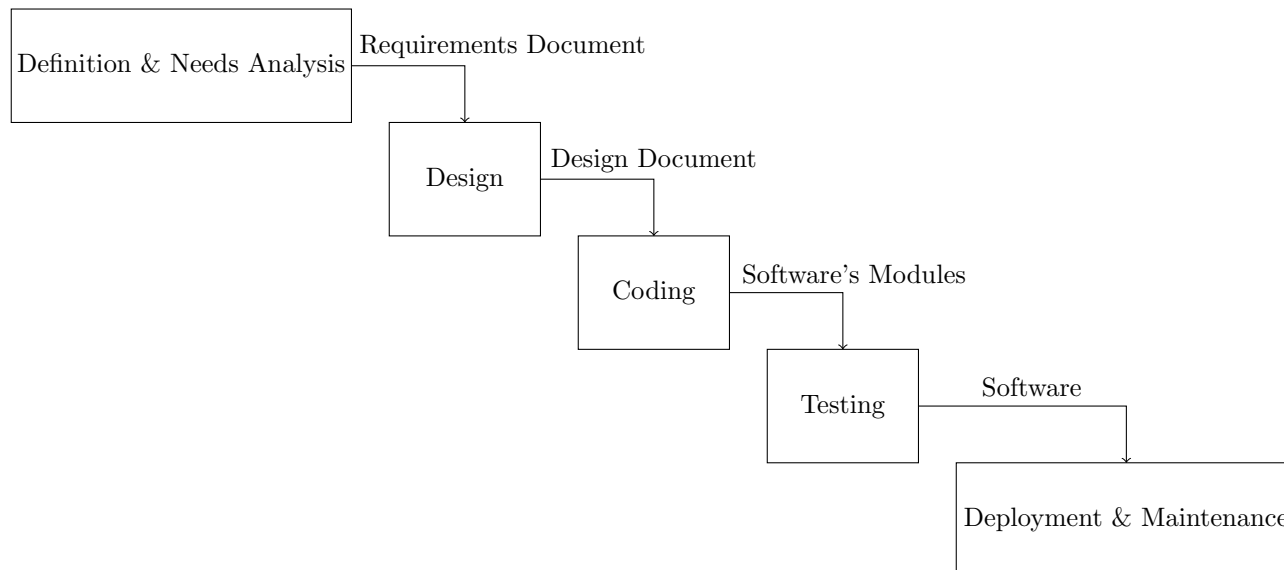 Definition & Needs Analysis
Requirements Document
Design
Design Document
Coding
Software's Modules
Testing
Software
Deployment & Maintenance